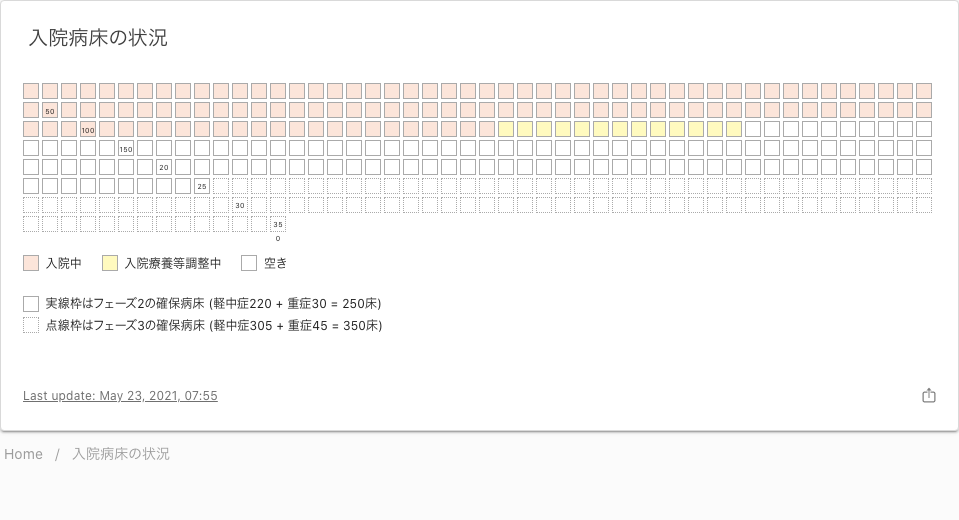 入院病床の状況
50
100
150
20
25
30
35
0
入院中 入院療養等調整中 空き
実線枠はフェーズ2の確保病床 (軽中症220 + 重症30 = 250床)
点線枠はフェーズ3の確保病床 (軽中症305 + 重症45 = 350床)
Last update: May 23, 2021, 07:55
Home / 入院病床の状況